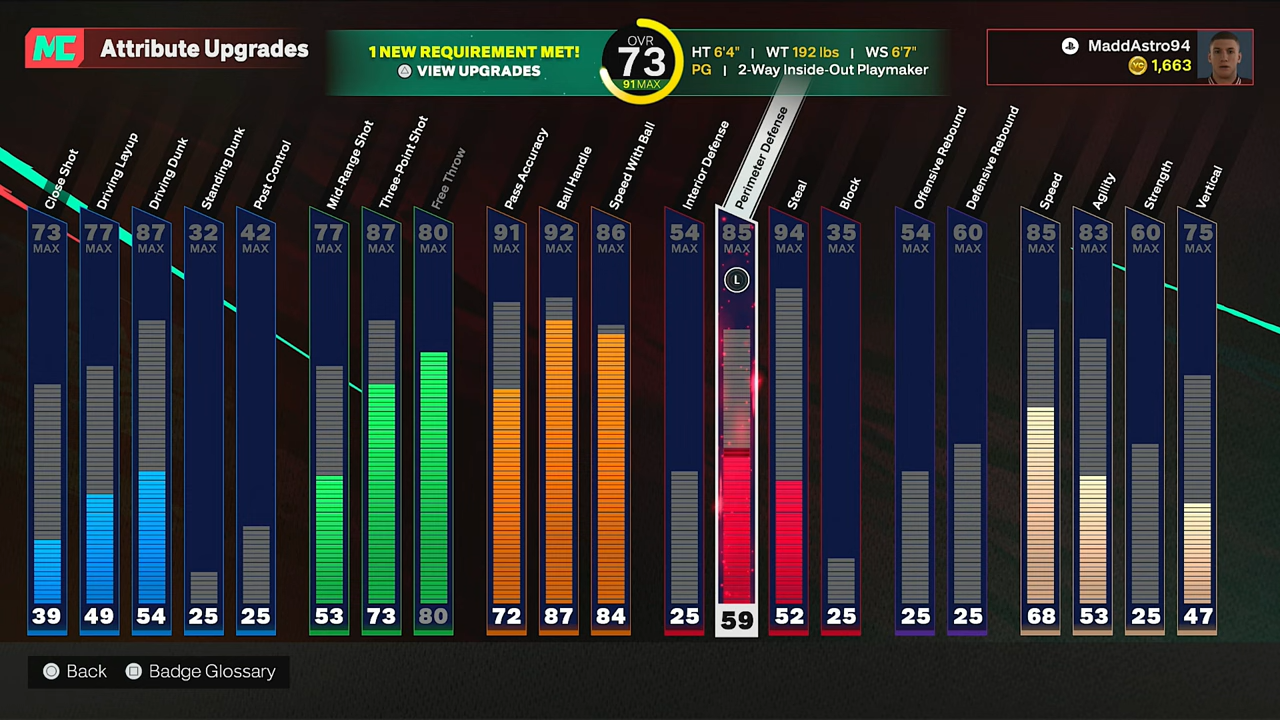 MC Attribute Upgrades
1 NEW REQUIREMENT MET!
VIEW UPGRADES
OVR
73
91 MAX
HT 6'4" | WT 192 lbs | WS 6'7"
PG | 2-Way Inside-Out Playmaker
MaddAstro94
VC 1,663
Close Shot
Driving Layup
Driving Dunk
Standing Dunk
Post Control
Mid-Range Shot
Three-Point Shot
Free Throw
Pass Accuracy
Ball Handle
Speed With Ball
Interior Defense
Perimeter Defense
Steal
Block
Offensive Rebound
Defensive Rebound
Speed
Agility
Strength
Vertical
73 77 87 32 42 77 87 80 91 92 86 54 85 94 35 54 60 85 83 60 75
MAX MAX MAX MAX MAX MAX MAX MAX MAX MAX MAX MAX MAX MAX MAX MAX MAX MAX MAX MAX MAX
L
39 49 54 25 25 53 73 80 72 87 84 25 59 52 25 25 25 68 53 25 47
Back Badge Glossary